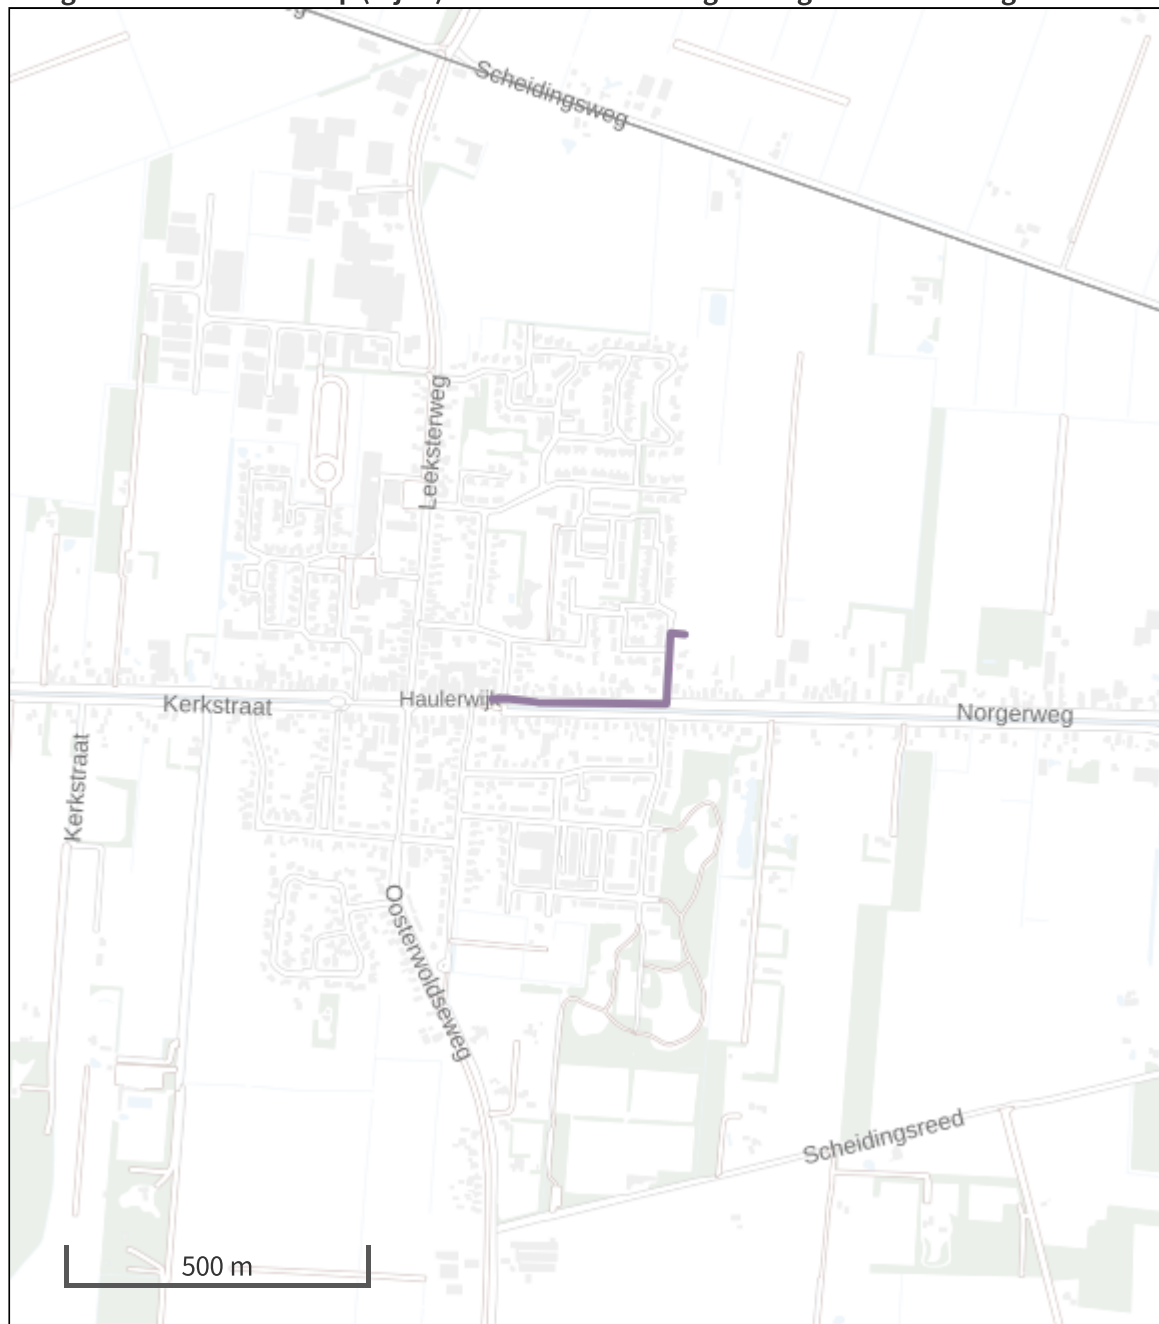 Scheidingsweg
Leeksterweg
Kerkstraat
Haulerwijk
Norgerweg
Kerkstraat
Oosterwoldseweg
Scheidingsreed
500 m